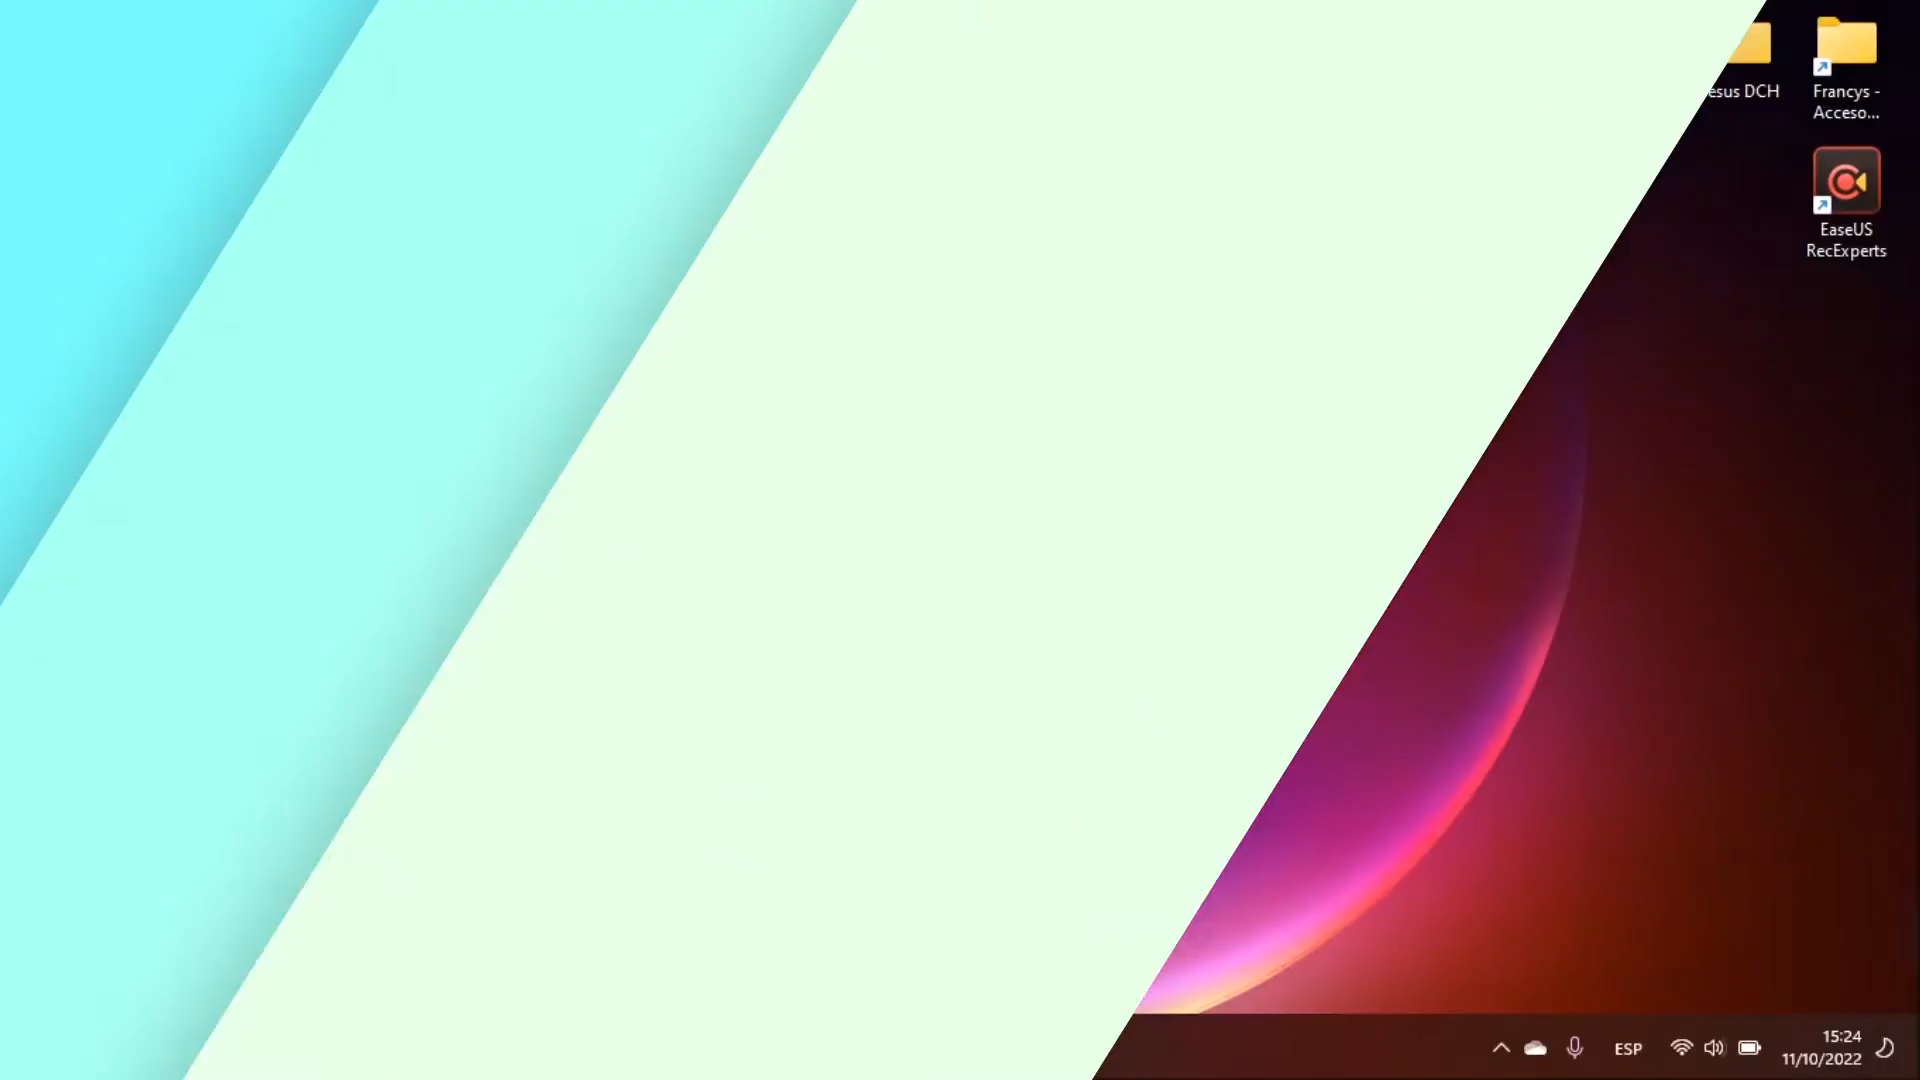 esus DCH
Francys -
Acceso...
EaseUS
RecExperts
ESP
15:24
11/10/2022